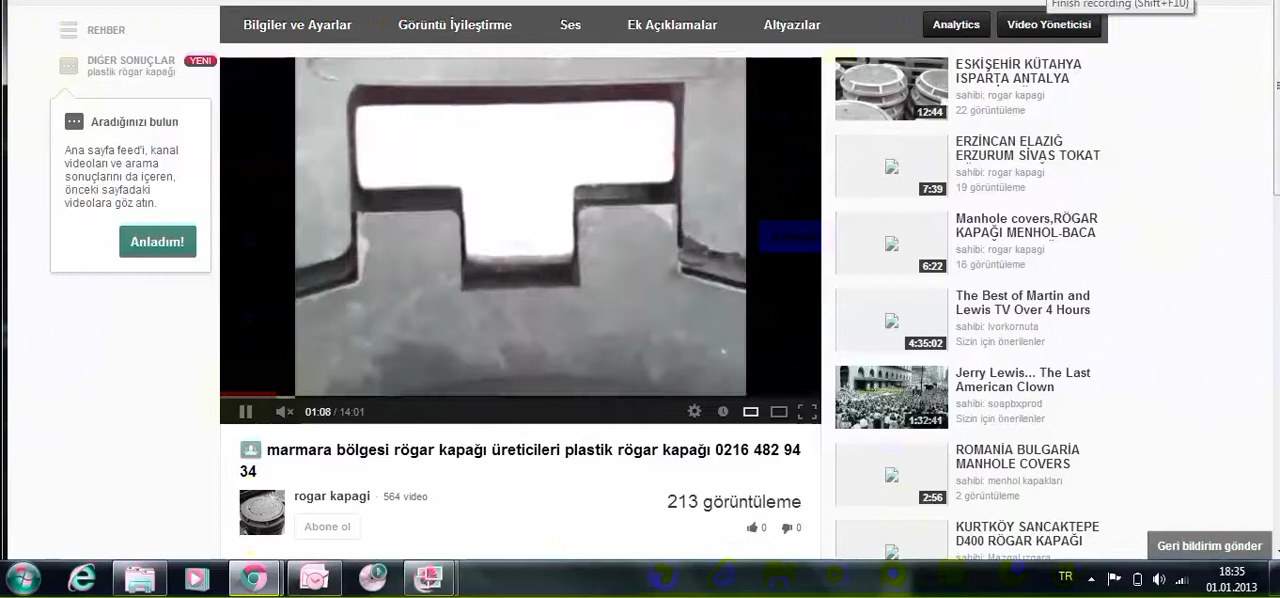 Finish recording (Shift+F10)
Bilgiler ve Ayarlar
Görüntü İyileştirme
Ses
Ek Açıklamalar
Altyazılar
Analytics
Video Yöneticisi
REHBER
DIĞER SONUÇLAR
YENİ
plastik rögar kapağı
Aradığınızı bulun
Ana sayfa feed'i, kanal
videoları ve arama
sonuçlarını da içeren,
önceki sayfadaki
videolara göz atın.
Anladım!
01:08 / 14:01
marmara bölgesi rögar kapağı üreticileri plastik rögar kapağı 0216 482 94
34
rogar kapagi · 564 video
Abone ol
213 görüntüleme
0
0
ESKİŞEHİR KÜTAHYA
ISPARTA ANTALYA
sahibi: rogar kapagi
22 görüntüleme
12:44
ERZİNCAN ELAZIĞ
ERZURUM SİVAS TOKAT
sahibi: rogar kapagi
19 görüntüleme
7:39
Manhole covers,RÖGAR
KAPAĞI MENHOL-BACA
sahibi: rogar kapagi
16 görüntüleme
6:22
The Best of Martin and
Lewis TV Over 4 Hours
sahibi: Ivorkornuta
Sizin için önerilenler
4:35:02
Jerry Lewis... The Last
American Clown
sahibi: soapbxprod
Sizin için önerilenler
1:32:41
ROMANİA BULGARİA
MANHOLE COVERS
sahibi: menhol kapakları
2 görüntüleme
2:56
KURTKÖY SANCAKTEPE
D400 RÖGAR KAPAĞI
sahibi: Mazgal ızgara
Geri bildirim gönder
TR
18:35
01.01.2013